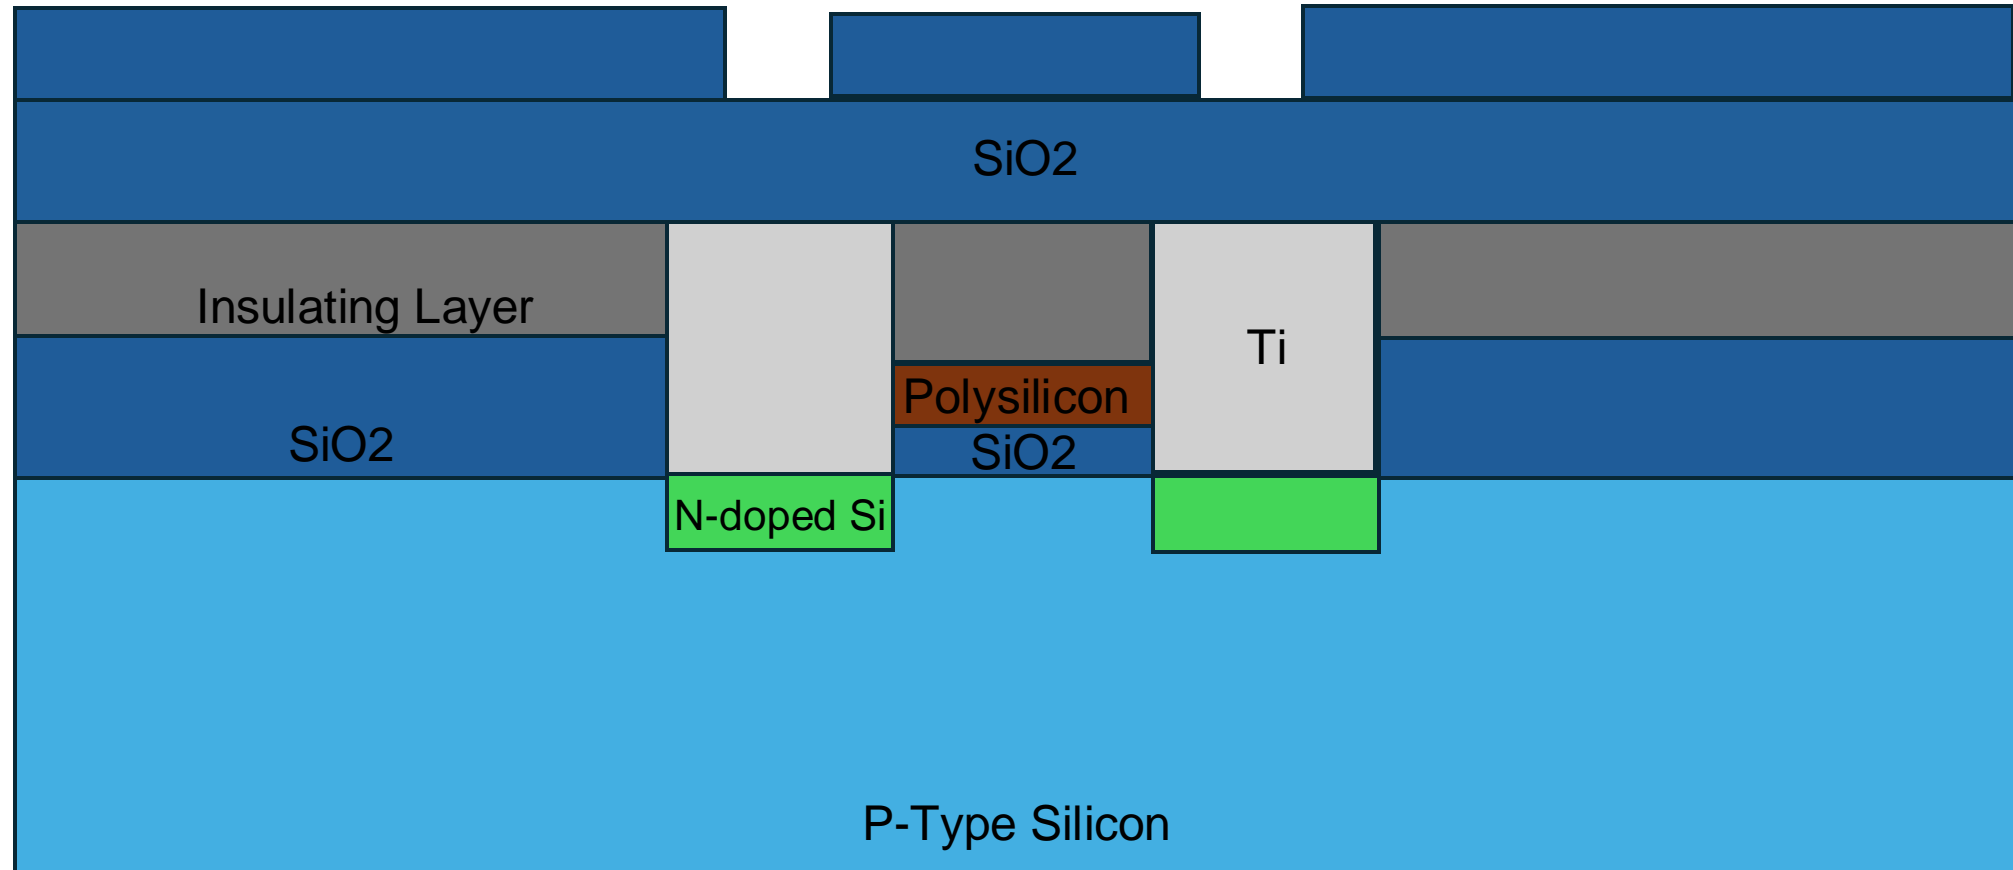 SiO2
Insulating Layer
Ti
Polysilicon
SiO2
SiO2
N-doped Si
P-Type Silicon